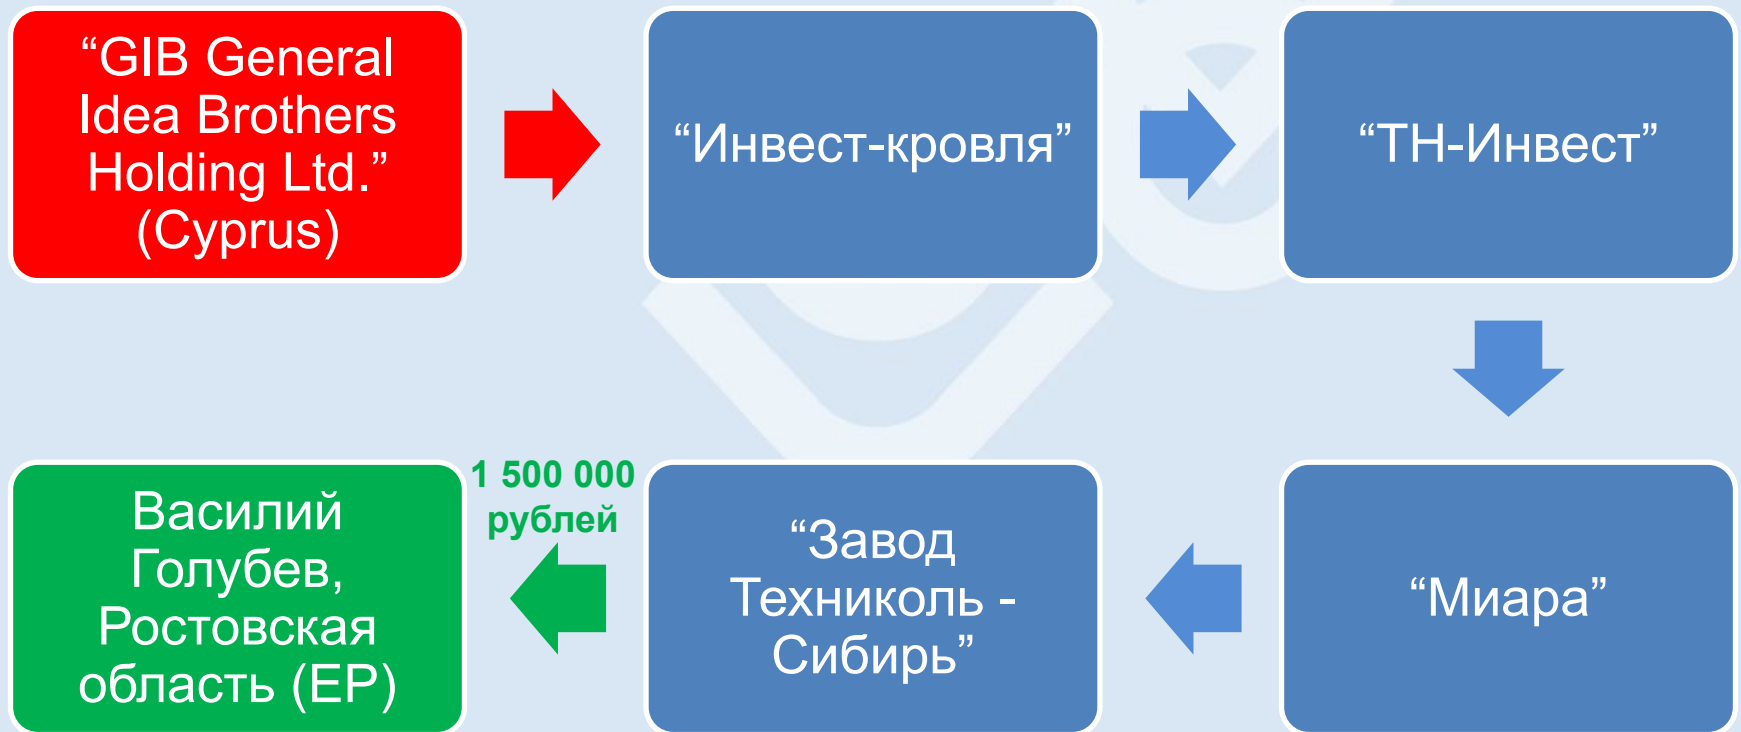 “GIB General
Idea Brothers
Holding Ltd.”
(Cyprus)
“Инвест-кровля”
“ТН-Инвест”
“Миара”
“Завод
Техниколь -
Сибирь”
1 500 000
рублей
Василий
Голубев,
Ростовская
область (ЕР)